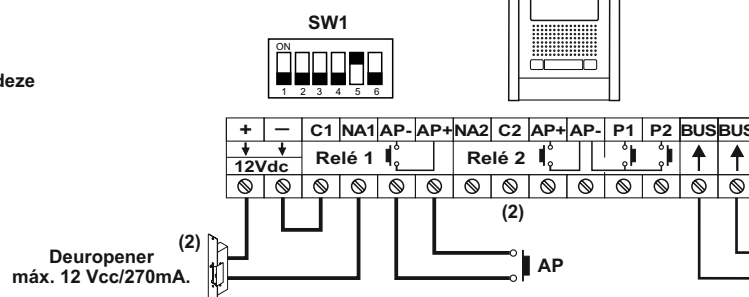 SW1
ON
1 2 3 4 5 6
deze
+ − C1 NA1 AP- AP+ NA2 C2 AP+ AP- P1 P2 BUS BUS
12Vdc Relé 1 Relé 2
(2)
(2)
Deuropener
máx. 12 Vcc/270mA.
AP